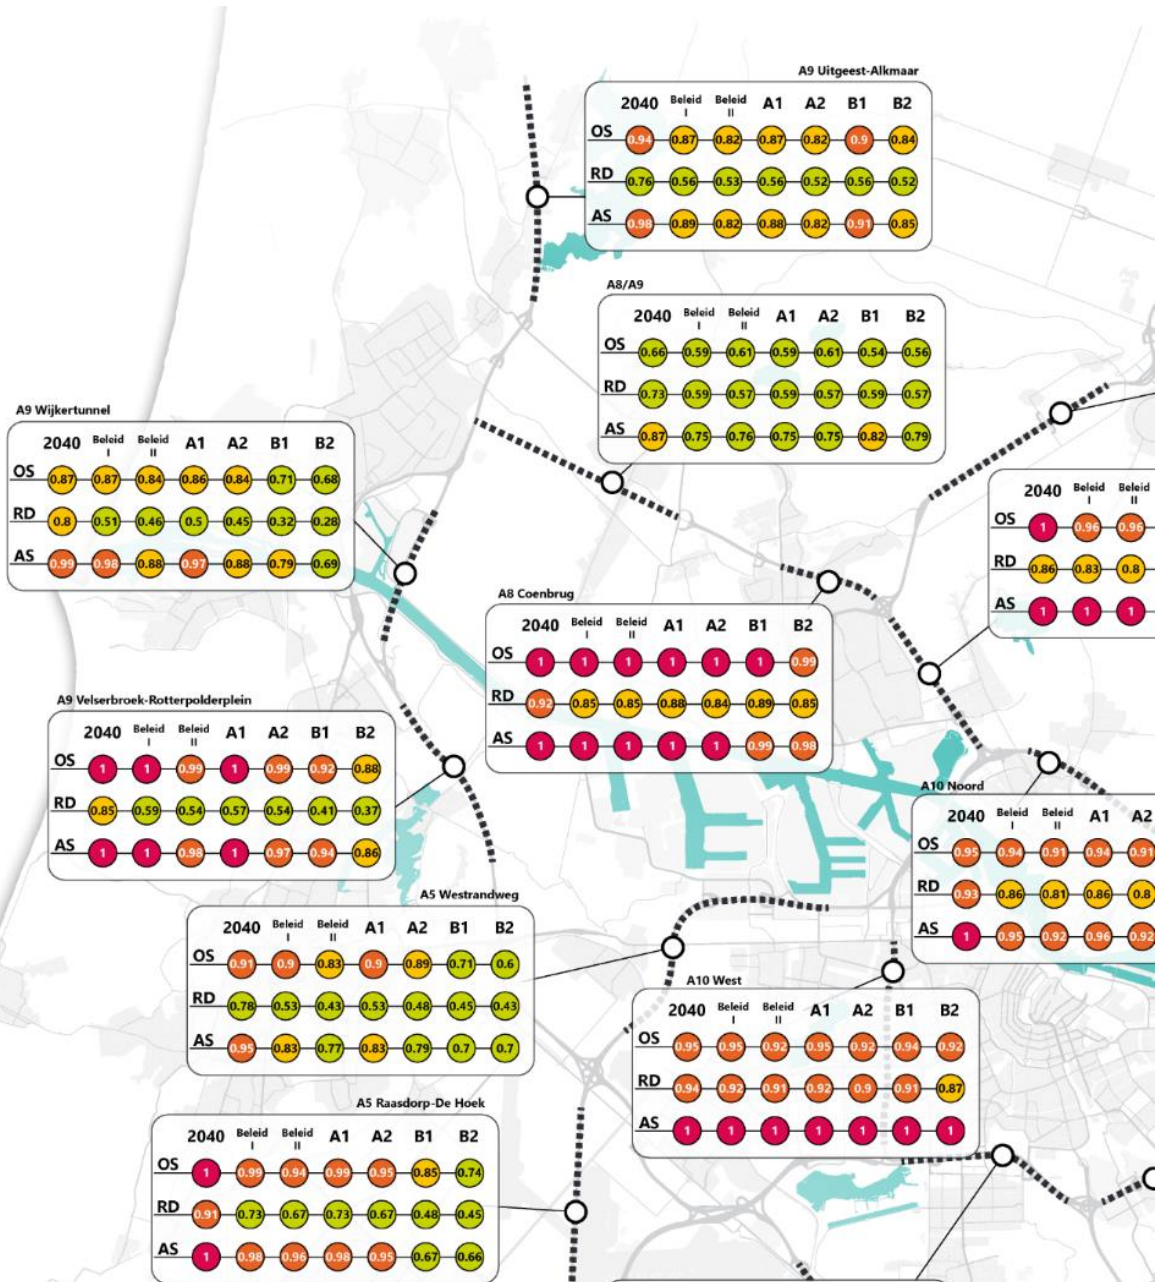 A9 Uitgeest-Alkmaar
2040 Beleid I Beleid II A1 A2 B1 B2
OS 0.94 0.87 0.82 0.87 0.82 0.9 0.84
RD 0.76 0.56 0.53 0.56 0.52 0.56 0.52
AS 0.98 0.89 0.82 0.88 0.82 0.91 0.85
A8/A9
2040 Beleid I Beleid II A1 A2 B1 B2
OS 0.66 0.59 0.61 0.59 0.61 0.54 0.56
RD 0.73 0.59 0.57 0.59 0.57 0.59 0.57
AS 0.87 0.75 0.76 0.75 0.75 0.82 0.79
A9 Wijkertunnel
2040 Beleid I Beleid II A1 A2 B1 B2
OS 0.87 0.87 0.84 0.86 0.84 0.71 0.68
RD 0.8 0.51 0.46 0.5 0.45 0.32 0.28
AS 0.99 0.98 0.88 0.97 0.88 0.79 0.69
2040 Beleid I Beleid II
OS 1 0.96 0.96
RD 0.86 0.83 0.8
AS 1 1 1
A8 Coenbrug
2040 Beleid I Beleid II A1 A2 B1 B2
OS 1 1 1 1 1 1 0.99
RD 0.92 0.85 0.85 0.88 0.84 0.89 0.85
AS 1 1 1 1 1 0.99 0.98
A9 Velserbroek-Rotterpolderplein
2040 Beleid I Beleid II A1 A2 B1 B2
OS 1 1 0.99 1 0.99 0.92 0.88
RD 0.85 0.59 0.54 0.57 0.54 0.41 0.37
AS 1 1 0.98 1 0.97 0.94 0.86
A10 Noord
2040 Beleid I Beleid II A1 A2
OS 0.95 0.94 0.91 0.94 0.91
RD 0.93 0.86 0.81 0.86 0.8
AS 1 0.95 0.92 0.96 0.92
A5 Westrandweg
2040 Beleid I Beleid II A1 A2 B1 B2
OS 0.91 0.9 0.83 0.9 0.89 0.71 0.6
RD 0.78 0.53 0.43 0.53 0.48 0.45 0.43
AS 0.95 0.83 0.77 0.83 0.79 0.7 0.7
A10 West
2040 Beleid I Beleid II A1 A2 B1 B2
OS 0.95 0.95 0.92 0.95 0.92 0.94 0.92
RD 0.94 0.92 0.91 0.92 0.9 0.91 0.87
AS 1 1 1 1 1 1 1
A5 Raasdorp-De Hoek
2040 Beleid I Beleid II A1 A2 B1 B2
OS 1 0.99 0.94 0.99 0.95 0.85 0.74
RD 0.91 0.73 0.67 0.73 0.67 0.48 0.45
AS 1 0.98 0.96 0.98 0.95 0.67 0.66